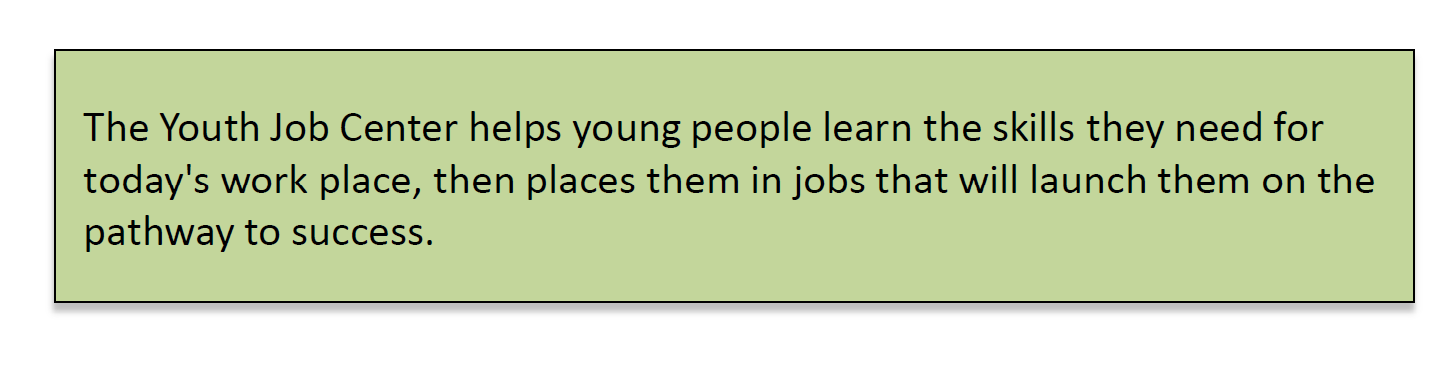 The Youth Job Center helps young people learn the skills they need for
today's work place, then places them in jobs that will launch them on the
pathway to success.